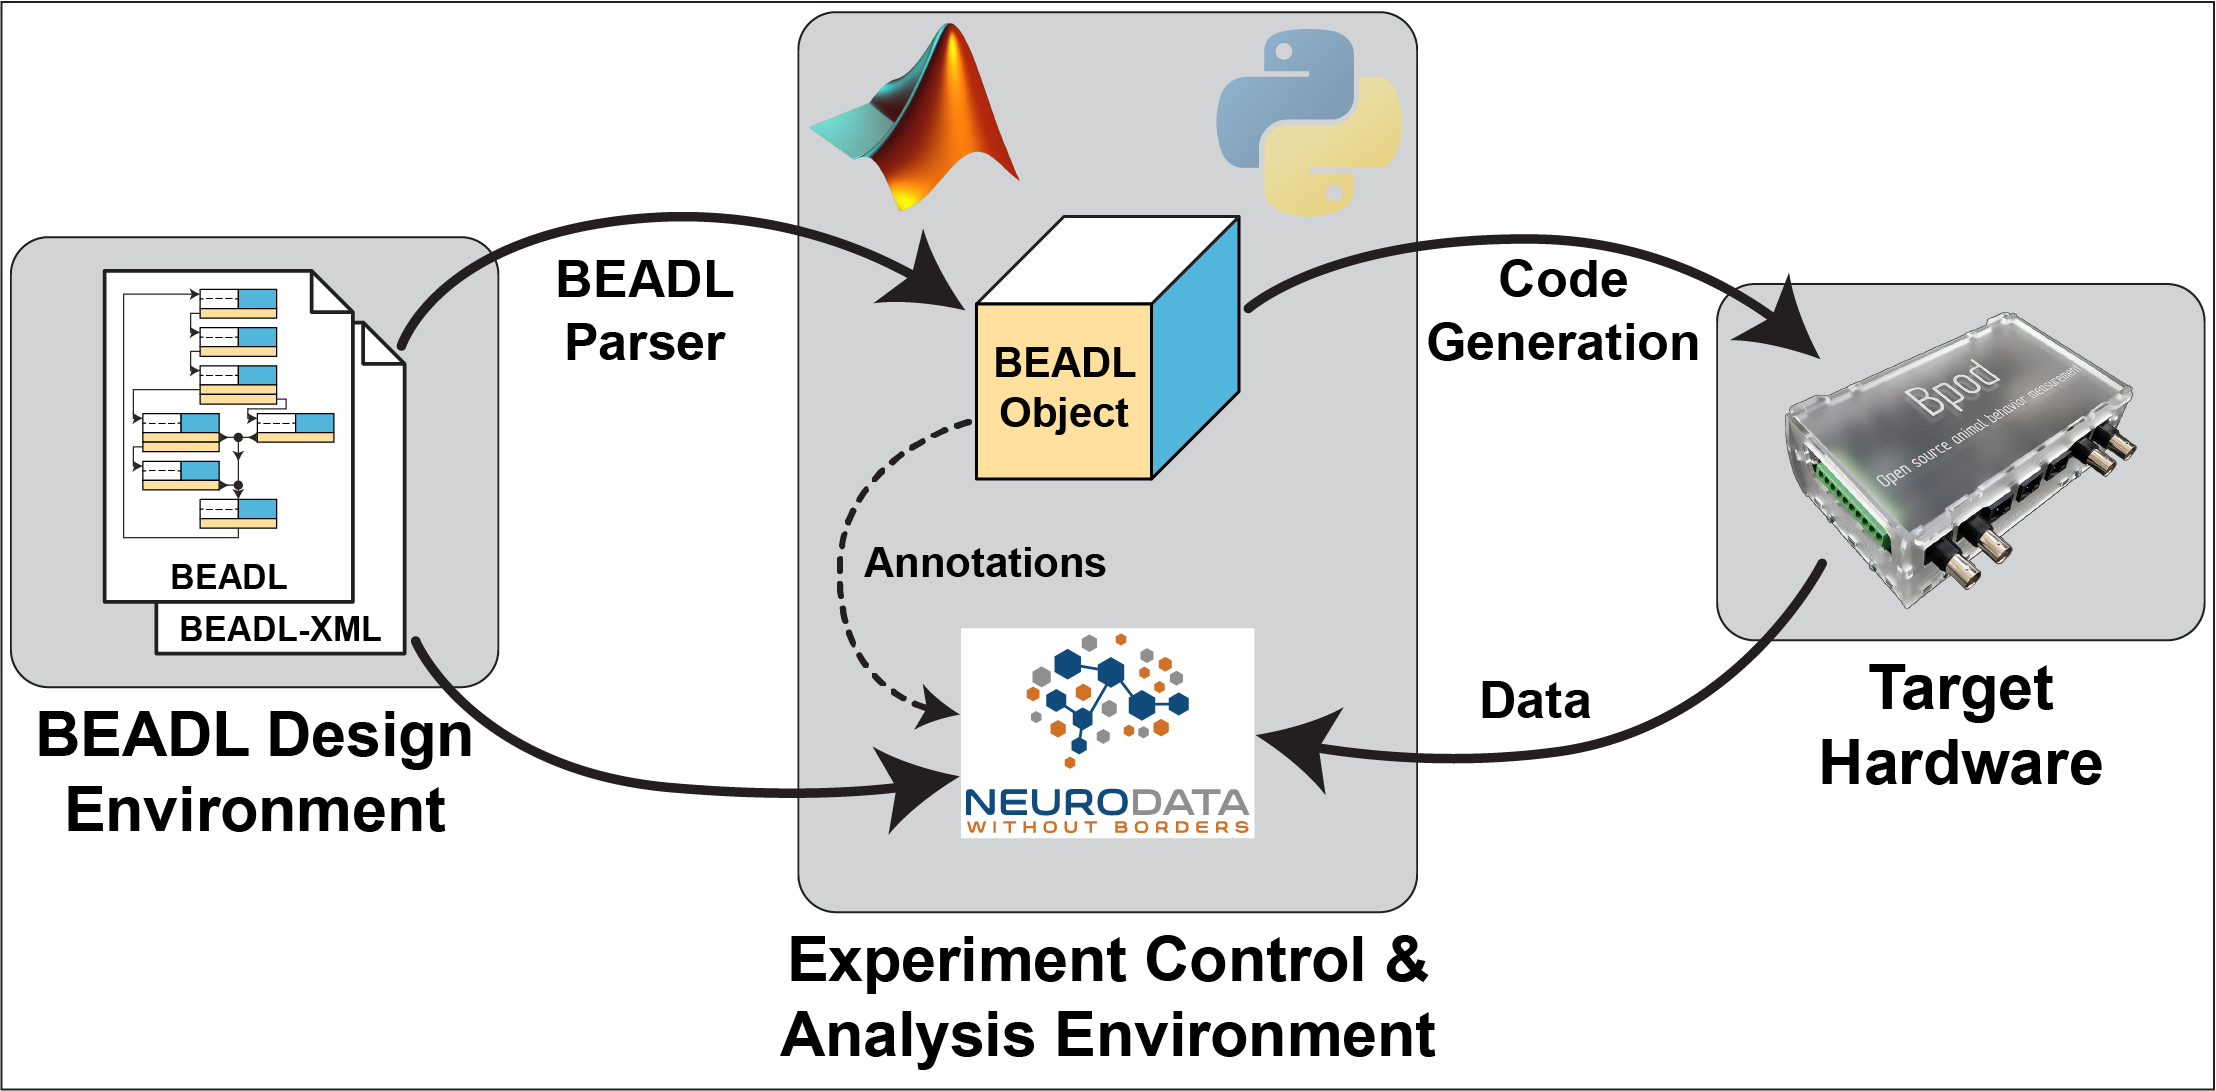 BEADL
BEADL-XML
BEADL Design
Environment
BEADL
Parser
BEADL
Object
Annotations
NEURODATA
WITHOUT BORDERS
Experiment Control &
Analysis Environment
Code
Generation
Bpod
Open source animal behavior measurement
Data
Target
Hardware